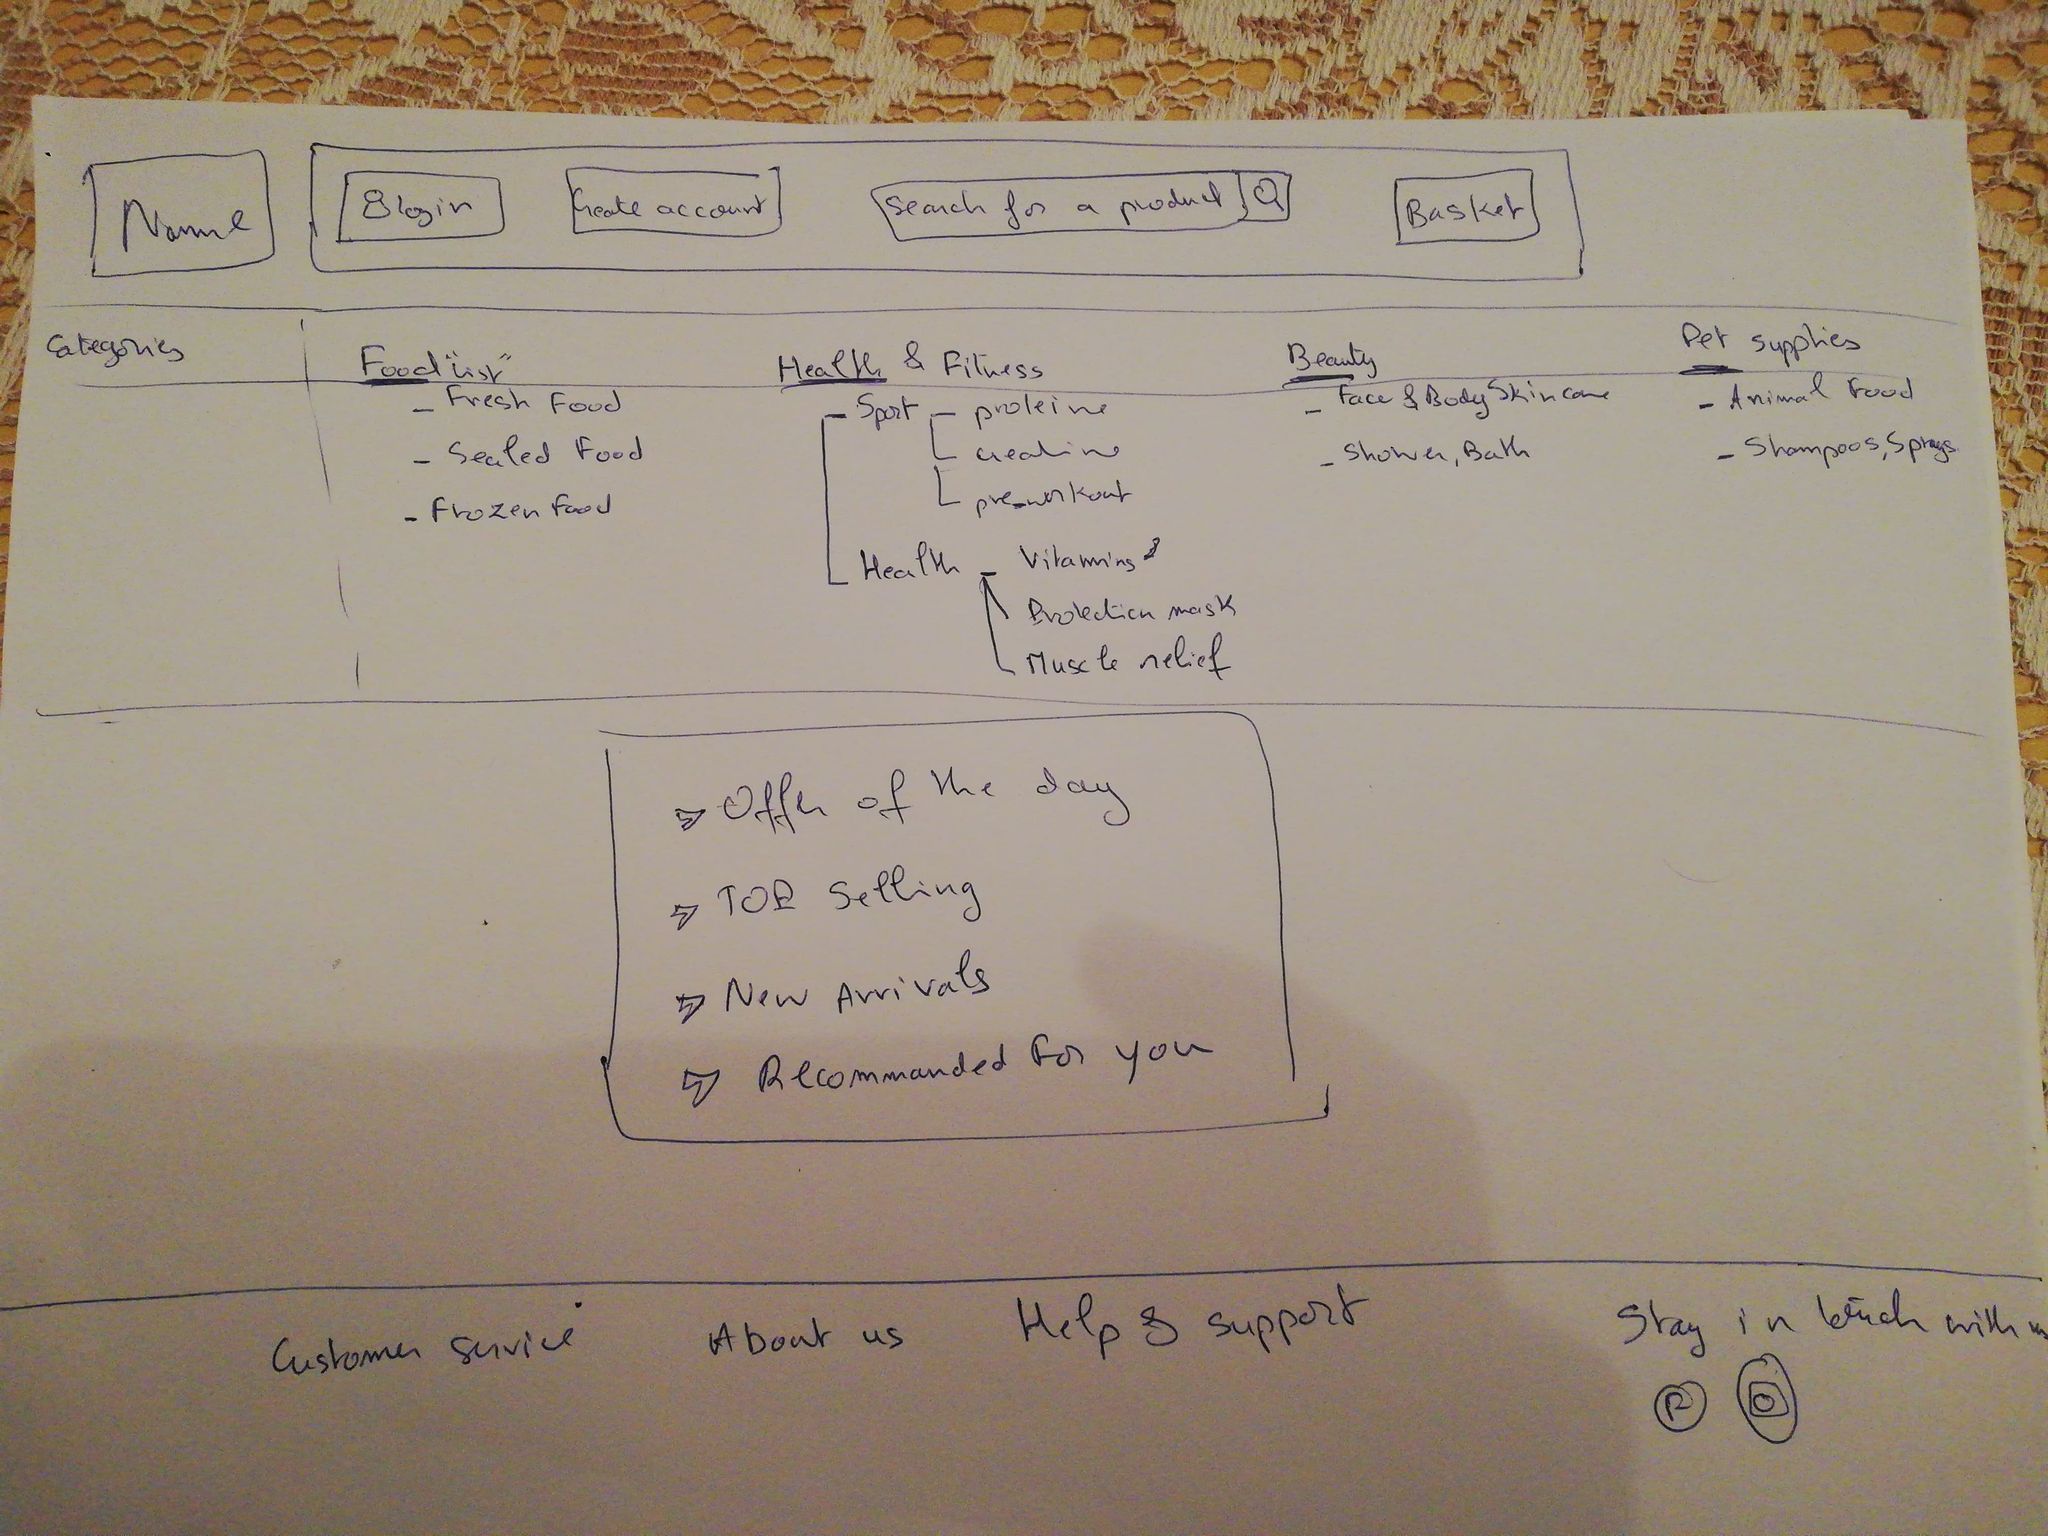 Name
login
Create account
Search for a product
Basket
Categories
Food "List"
- Fresh Food
- Sealed Food
- Frozen Food
Health & Fitness
- Sport - proteine
creatine
pre-workout
Health - Vitamins
Protection mask
Muscle relief
Beauty
- Face & Body Skincare
- Shower, Bath
Pet supplies
- Animal Food
- Shampoos, Sprays
⇒ Offer of the day
⇒ TOP Selling
⇒ New Arrivals
⇒ Recommanded For you
Customer service
About us
Help & support
Stay in touch with us